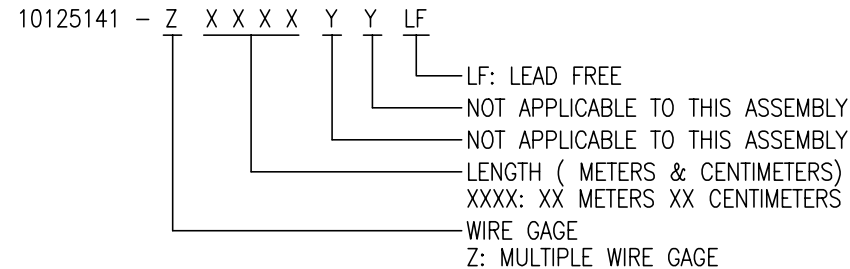 10125141 - Z X X X X Y Y LF
LF: LEAD FREE
NOT APPLICABLE TO THIS ASSEMBLY
NOT APPLICABLE TO THIS ASSEMBLY
LENGTH ( METERS & CENTIMETERS)
XXXX: XX METERS XX CENTIMETERS
WIRE GAGE
Z: MULTIPLE WIRE GAGE